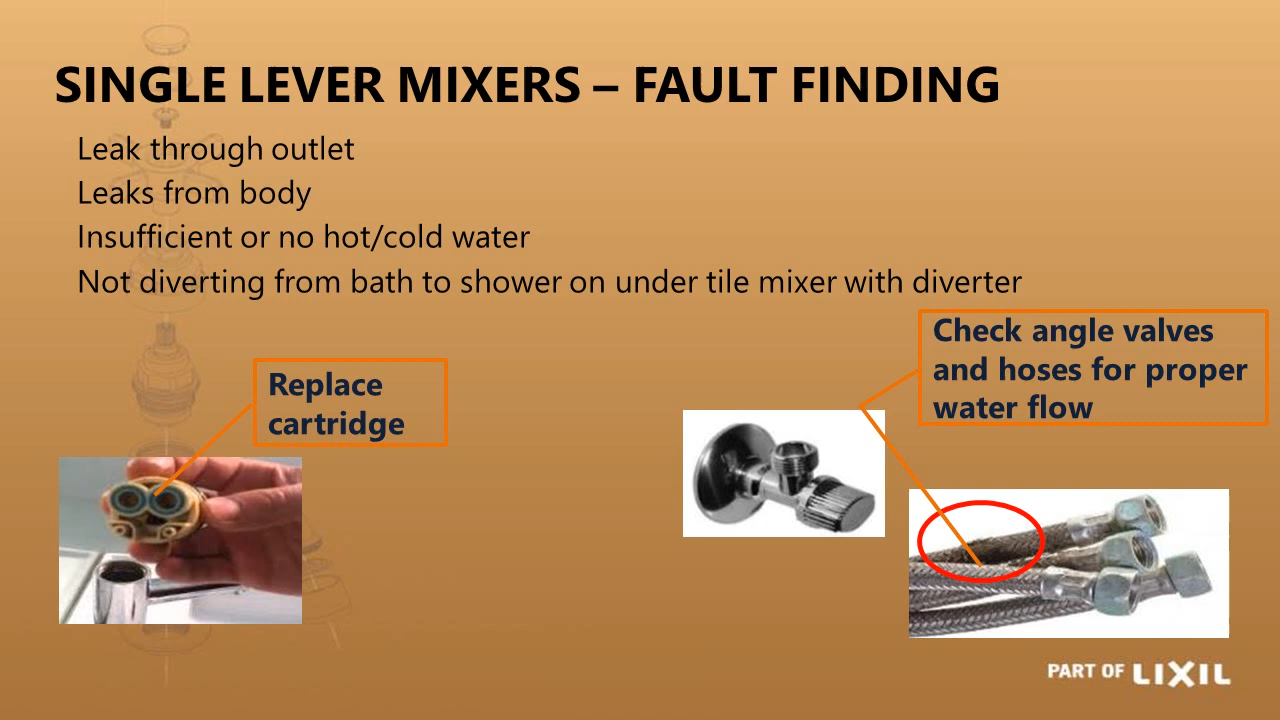 SINGLE LEVER MIXERS – FAULT FINDING
Leak through outlet
Leaks from body
Insufficient or no hot/cold water
Not diverting from bath to shower on under tile mixer with diverter
Check angle valves
and hoses for proper
water flow
Replace
cartridge
PART OF LIXIL